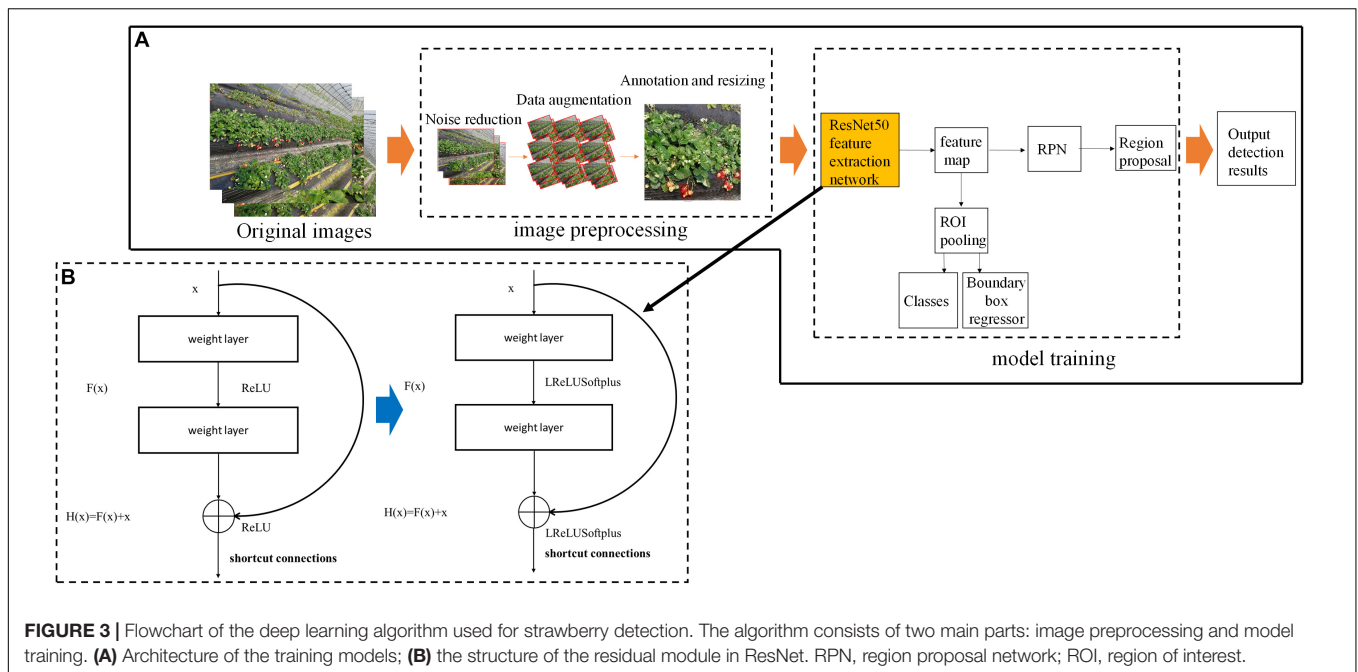 A
Original images
Noise reduction
Data augmentation
Annotation and resizing
image preprocessing
ResNet50
feature
extraction
network
feature
map
RPN
Region
proposal
ROI
pooling
Classes
Boundary
box
regressor
model training
Output
detection
results
B
x
weight layer
F(x)
ReLU
weight layer
H(x)=F(x)+x
ReLU
shortcut connections
x
weight layer
F(x)
LReLUSoftplus
weight layer
H(x)=F(x)+x
LReLUSoftplus
shortcut connections
FIGURE 3 | Flowchart of the deep learning algorithm used for strawberry detection. The algorithm consists of two main parts: image preprocessing and model
training. (A) Architecture of the training models; (B) the structure of the residual module in ResNet. RPN, region proposal network; ROI, region of interest.